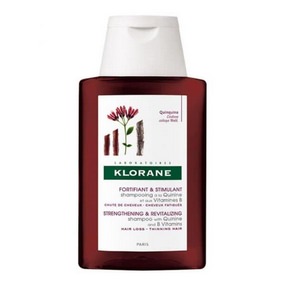 Quinquina
LABORATOIRES
KLORANE
FORTIFIANT & STIMULANT
shampooing à la Quinine
et aux Vitamines B
CHUTE DE CHEVEUX - CHEVEUX FATIGUÉS
STRENGTHENING & REVITALIZING
shampoo with Quinine
and B Vitamins
HAIR LOSS - THINNING HAIR
PARIS